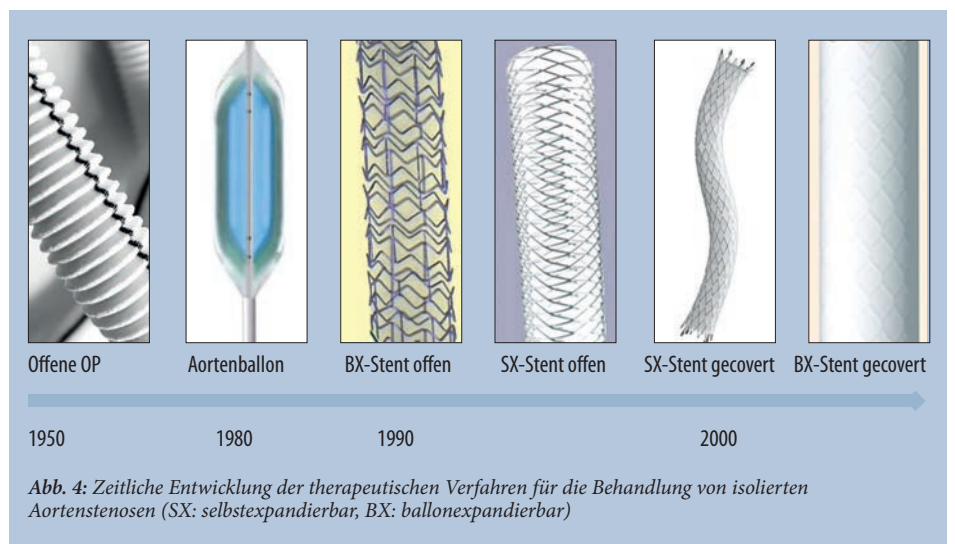 Offene OP Aortenballon BX-Stent offen SX-Stent offen SX-Stent gecovert BX-Stent gecovert
1950 1980 1990 2000
Abb. 4: Zeitliche Entwicklung der therapeutischen Verfahren für die Behandlung von isolierten
Aortenstenosen (SX: selbstexpandierbar, BX: ballonexpandierbar)